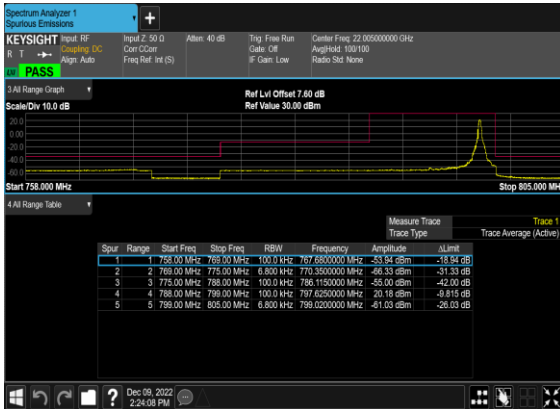 Spectrum Analyzer 1
Spurious Emissions
+
KEYSIGHT Input: RF Input Z: 50 Ω Atten: 40 dB Trig: Free Run Center Freq: 22.005000000 GHz
R T Coupling: DC Corr CCorr Gate: Off Avg|Hold: 100/100
Align: Auto Freq Ref: Int (S) IF Gain: Low Radio Std: None
PASS
3 All Range Graph
Ref Lvl Offset 7.60 dB
Scale/Div 10.0 dB Ref Value 30.00 dBm
20.0
0.00
-20.0
-40.0
-60.0
Start 758.000 MHz Stop 805.000 MH
4 All Range Table
Measure Trace Trace 1
Trace Type Trace Average (Active)
Spur Range Start Freq Stop Freq RBW Frequency Amplitude ΔLimit
1 1 758.00 MHz 769.00 MHz 100.0 kHz 767.6800000 MHz -53.94 dBm -18.94 dB
2 2 769.00 MHz 775.00 MHz 6.800 kHz 770.3500000 MHz -66.33 dBm -31.33 dB
3 3 775.00 MHz 788.00 MHz 100.0 kHz 786.1150000 MHz -55.00 dBm -42.00 dB
4 4 788.00 MHz 799.00 MHz 100.0 kHz 797.6250000 MHz 20.18 dBm -9.815 dB
5 5 799.00 MHz 805.00 MHz 6.800 kHz 799.0200000 MHz -61.03 dBm -26.03 dB
? Dec 09, 2022
2:24:08 PM